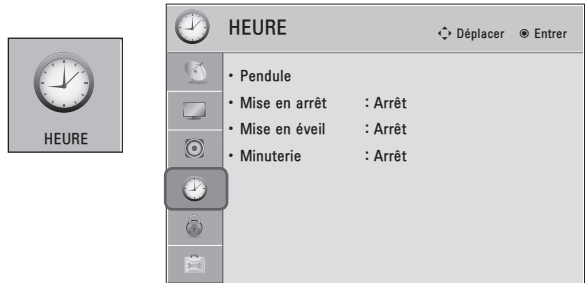 HEURE
HEURE
Déplacer
Entrer
• Pendule
• Mise en arrêt : Arrêt
• Mise en éveil : Arrêt
• Minuterie : Arrêt